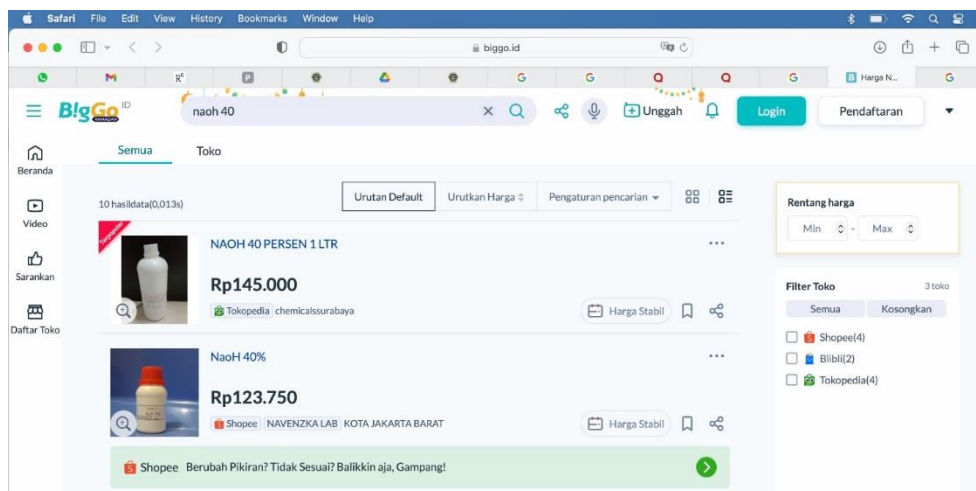 Safari File Edit View History Bookmarks Window Help
biggo.id
Harga N...
B!gGo ID
RAMADAN
naoh 40
Unggah
Login
Pendaftaran
Beranda
Video
Sarankan
Daftar Toko
Semua Toko
10 hasildata(0,013s)
Urutan Default Urutkan Harga Pengaturan pencarian
Terpopuler
NAOH 40 PERSEN 1 LTR
Rp145.000
Tokopedia chemicalssurabaya
Harga Stabil
NaoH 40%
Rp123.750
Shopee NAVENZKA LAB KOTA JAKARTA BARAT
Harga Stabil
Shopee Berubah Pikiran? Tidak Sesuai? Balikkin aja, Gampang!
Rentang harga
Min - Max
Filter Toko 3 toko
Semua Kosongkan
Shopee(4)
Blibli(2)
Tokopedia(4)